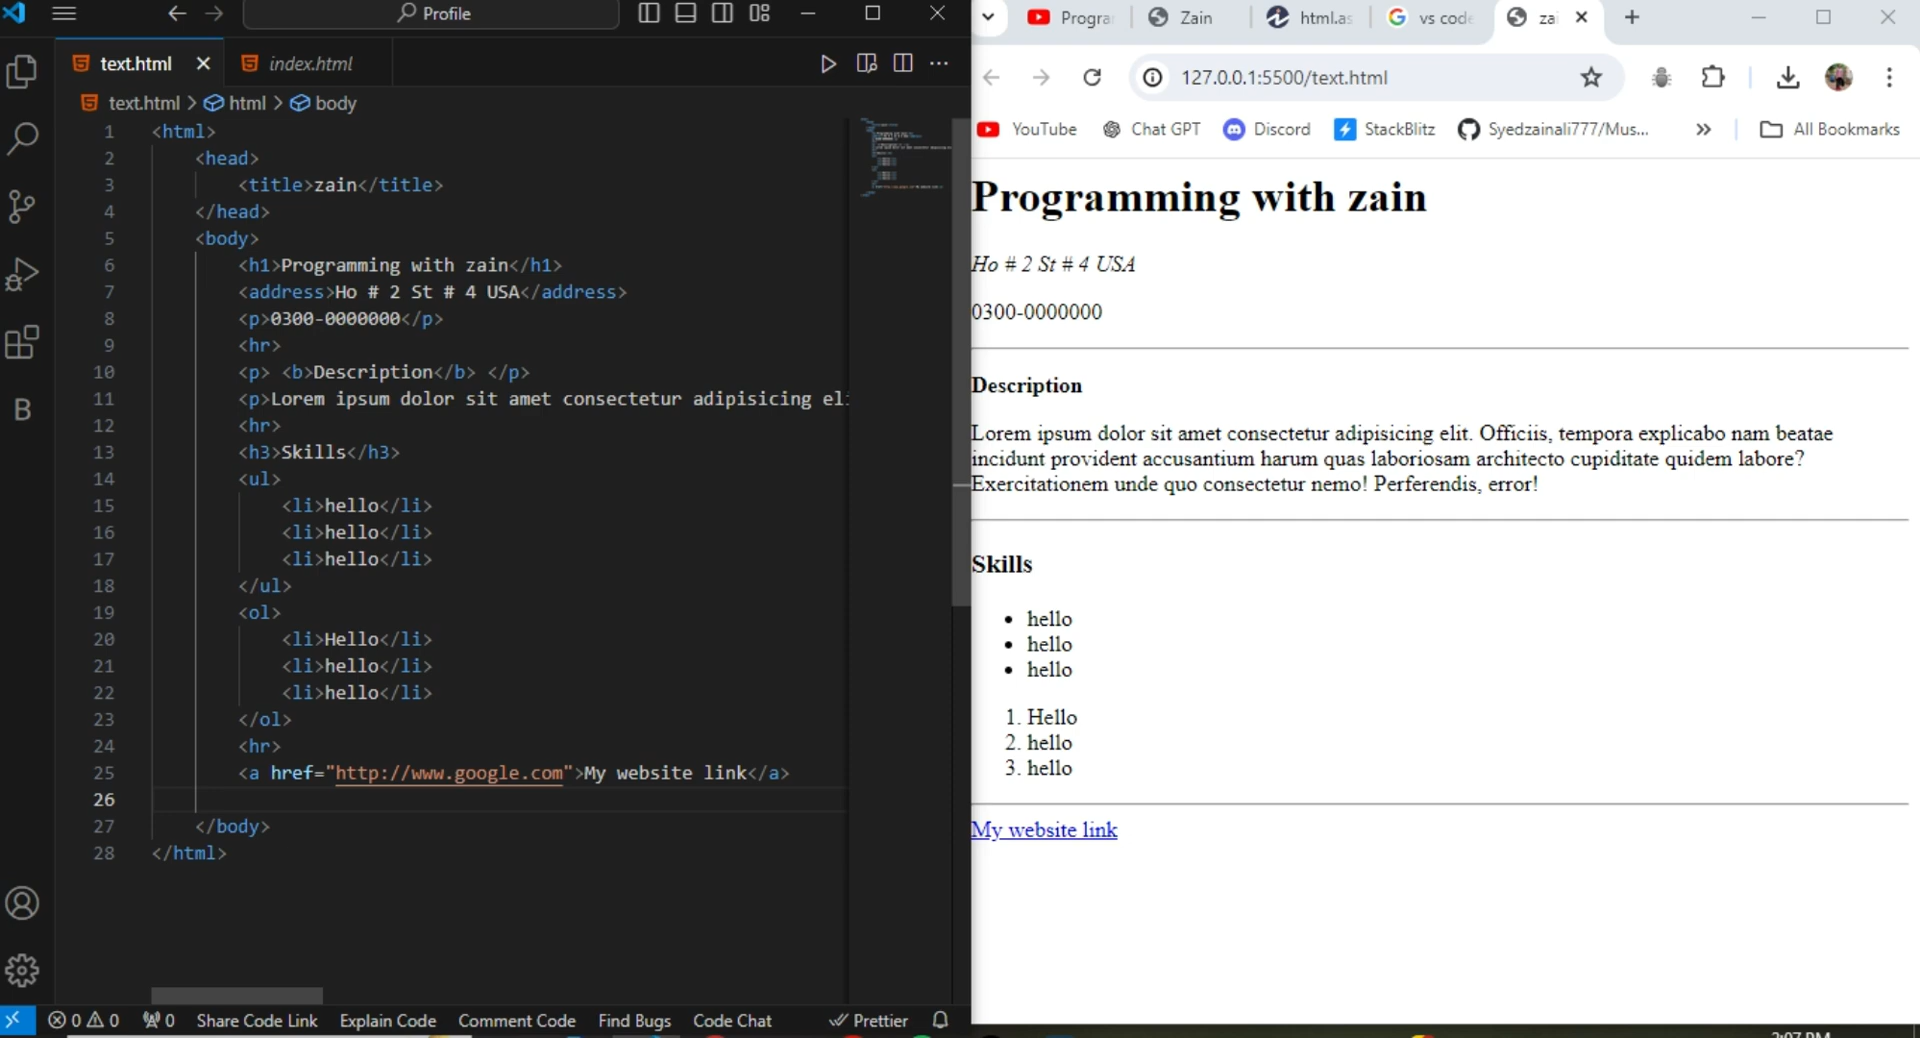 Profile
text.html
index.html
text.html > html > body
1 <html>
2 <head>
3 <title>zain</title>
4 </head>
5 <body>
6 <h1>Programming with zain</h1>
7 <address>Ho # 2 St # 4 USA</address>
8 <p>0300-0000000</p>
9 <hr>
10 <p> <b>Description</b> </p>
11 <p>Lorem ipsum dolor sit amet consectetur adipisicing eli
12 <hr>
13 <h3>Skills</h3>
14 <ul>
15 <li>hello</li>
16 <li>hello</li>
17 <li>hello</li>
18 </ul>
19 <ol>
20 <li>Hello</li>
21 <li>hello</li>
22 <li>hello</li>
23 </ol>
24 <hr>
25 <a href="http://www.google.com">My website link</a>
26
27 </body>
28 </html>
B
0 0 0 Share Code Link Explain Code Comment Code Find Bugs Code Chat Prettier
Progra Zain html.as vs code zai
127.0.0.1:5500/text.html
YouTube Chat GPT Discord StackBlitz Syedzainali777/Mus... All Bookmarks
Programming with zain
Ho # 2 St # 4 USA
0300-0000000
Description
Lorem ipsum dolor sit amet consectetur adipisicing elit. Officiis, tempora explicabo nam beatae
incidunt provident accusantium harum quas laboriosam architecto cupiditate quidem labore?
Exercitationem unde quo consectetur nemo! Perferendis, error!
Skills
• hello
• hello
• hello
1. Hello
2. hello
3. hello
My website link